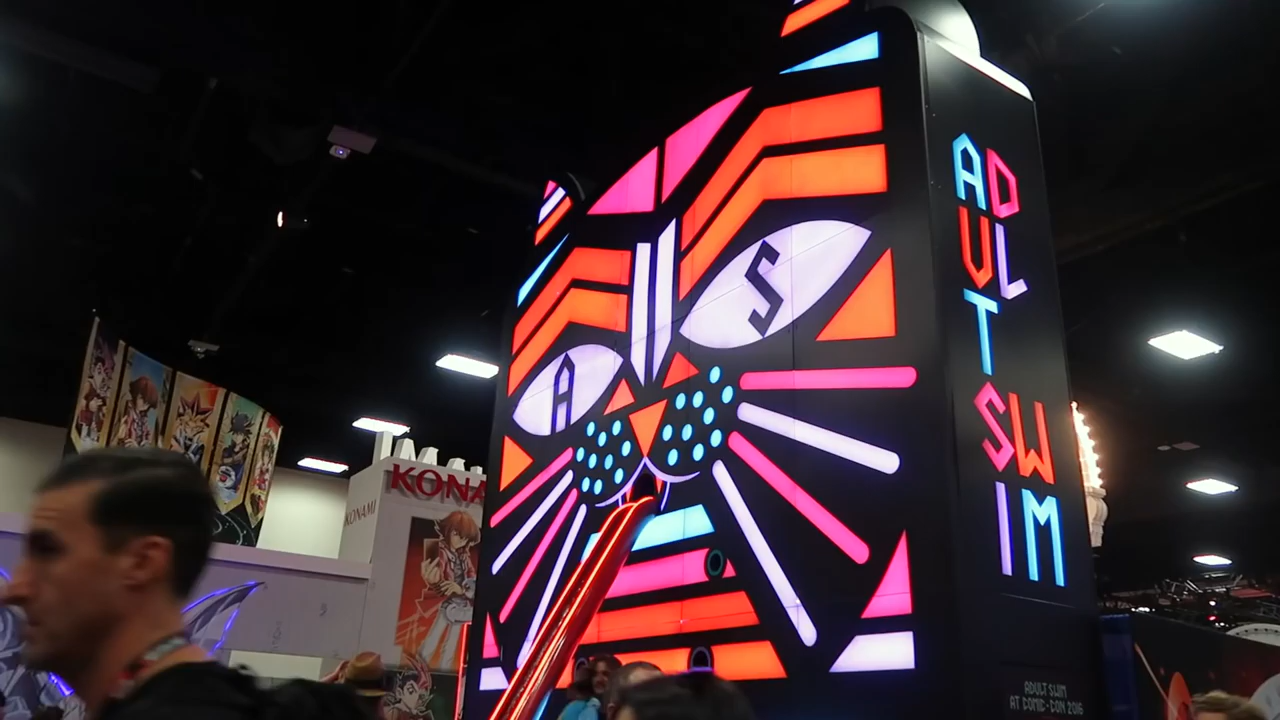 A S
AD
UL
T
SW
IM
KONA
KONAMI
ADULT SWIM
AT COMIC-CON 2016